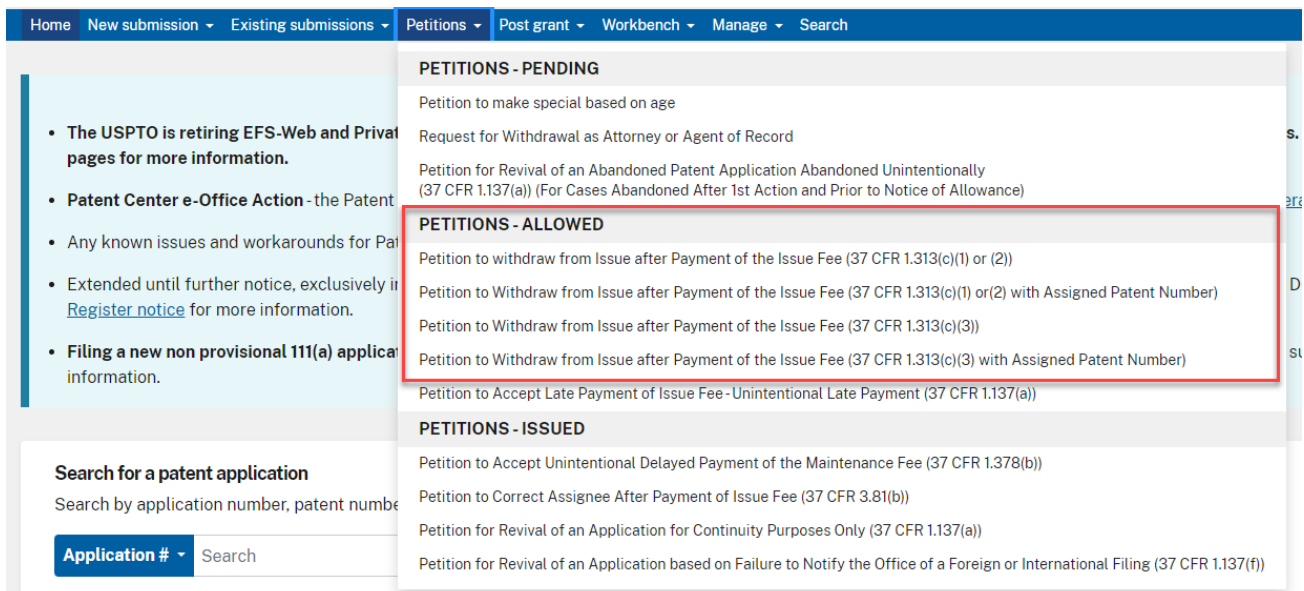 Home New submission Existing submissions Petitions Post grant Workbench Manage Search
PETITIONS - PENDING
Petition to make special based on age
Request for Withdrawal as Attorney or Agent of Record
Petition for Revival of an Abandoned Patent Application Abandoned Unintentionally
(37 CFR 1.137(a)) (For Cases Abandoned After 1st Action and Prior to Notice of Allowance)
PETITIONS - ALLOWED
Petition to withdraw from Issue after Payment of the Issue Fee (37 CFR 1.313(c)(1) or (2))
Petition to Withdraw from Issue after Payment of the Issue Fee (37 CFR 1.313(c)(1) or(2) with Assigned Patent Number)
Petition to Withdraw from Issue after Payment of the Issue Fee (37 CFR 1.313(c)(3))
Petition to Withdraw from Issue after Payment of the Issue Fee (37 CFR 1.313(c)(3) with Assigned Patent Number)
Petition to Accept Late Payment of Issue Fee - Unintentional Late Payment (37 CFR 1.137(a))
PETITIONS - ISSUED
Petition to Accept Unintentional Delayed Payment of the Maintenance Fee (37 CFR 1.378(b))
Petition to Correct Assignee After Payment of Issue Fee (37 CFR 3.81(b))
Petition for Revival of an Application for Continuity Purposes Only (37 CFR 1.137(a))
Petition for Revival of an Application based on Failure to Notify the Office of a Foreign or International Filing (37 CFR 1.137(f))
• The USPTO is retiring EFS-Web and Privat
s.
pages for more information.
• Patent Center e-Office Action - the Patent
• Any known issues and workarounds for Pat
• Extended until further notice, exclusively i
D
Register notice for more information.
• Filing a new non provisional 111(a) applica
su
information.
Search for a patent application
Search by application number, patent numbe
Application # Search